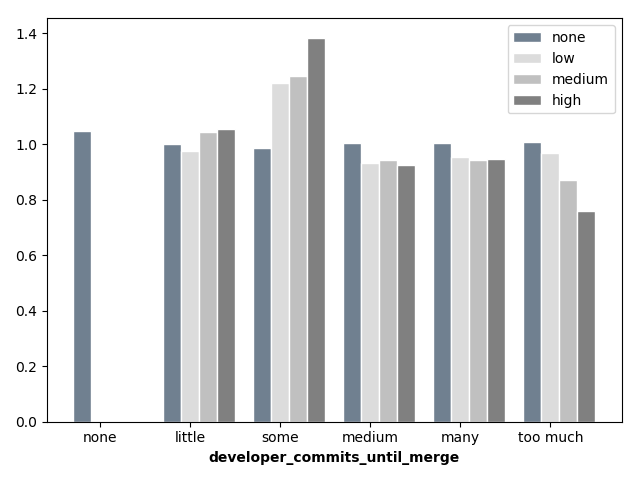 1.4
1.2
1.0
0.8
0.6
0.4
0.2
0.0
none
low
medium
high
none little some medium many too much
developer_commits_until_merge